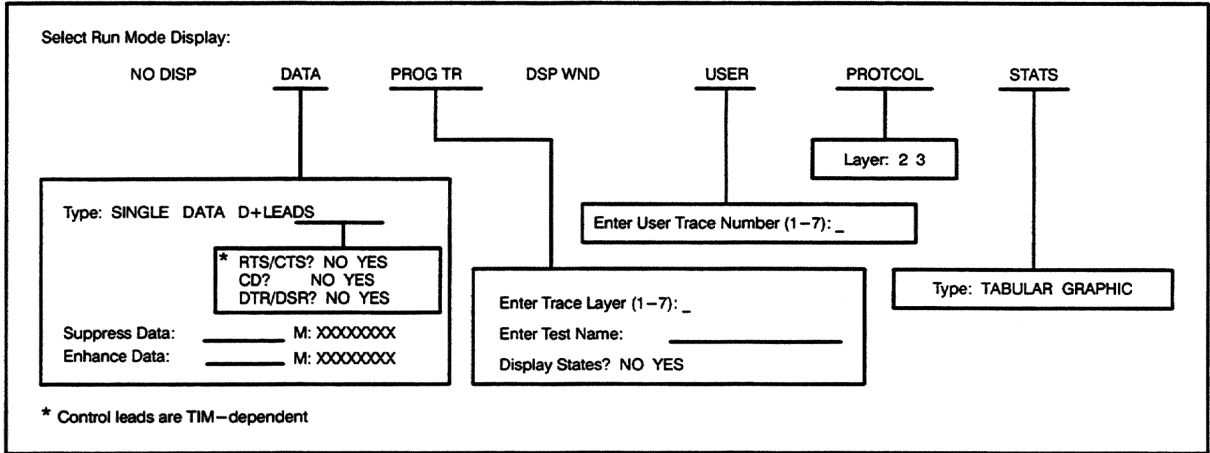 Select Run Mode Display:
NO DISP DATA PROG TR DSP WND USER PROTCOL STATS
Layer: 2 3
Type: SINGLE DATA D+LEADS
* RTS/CTS? NO YES
CD? NO YES
DTR/DSR? NO YES
Suppress Data: ________ M: XXXXXXXX
Enhance Data: ________ M: XXXXXXXX
Enter User Trace Number (1-7): _
Enter Trace Layer (1-7): _
Enter Test Name: ________
Display States? NO YES
Type: TABULAR GRAPHIC
* Control leads are TIM-dependent